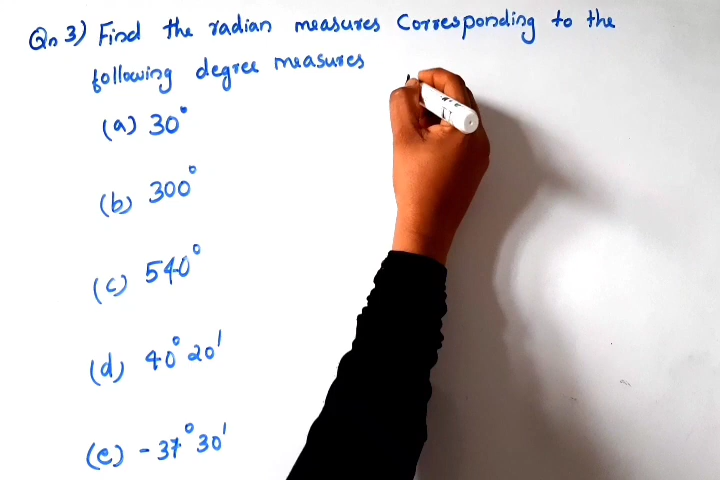 Qn 3) Find the radian measures Corresponding to the
following degree measures
(a) 30°
(b) 300°
(c) 540°
(d) 40° 20'
(e) -37° 30'